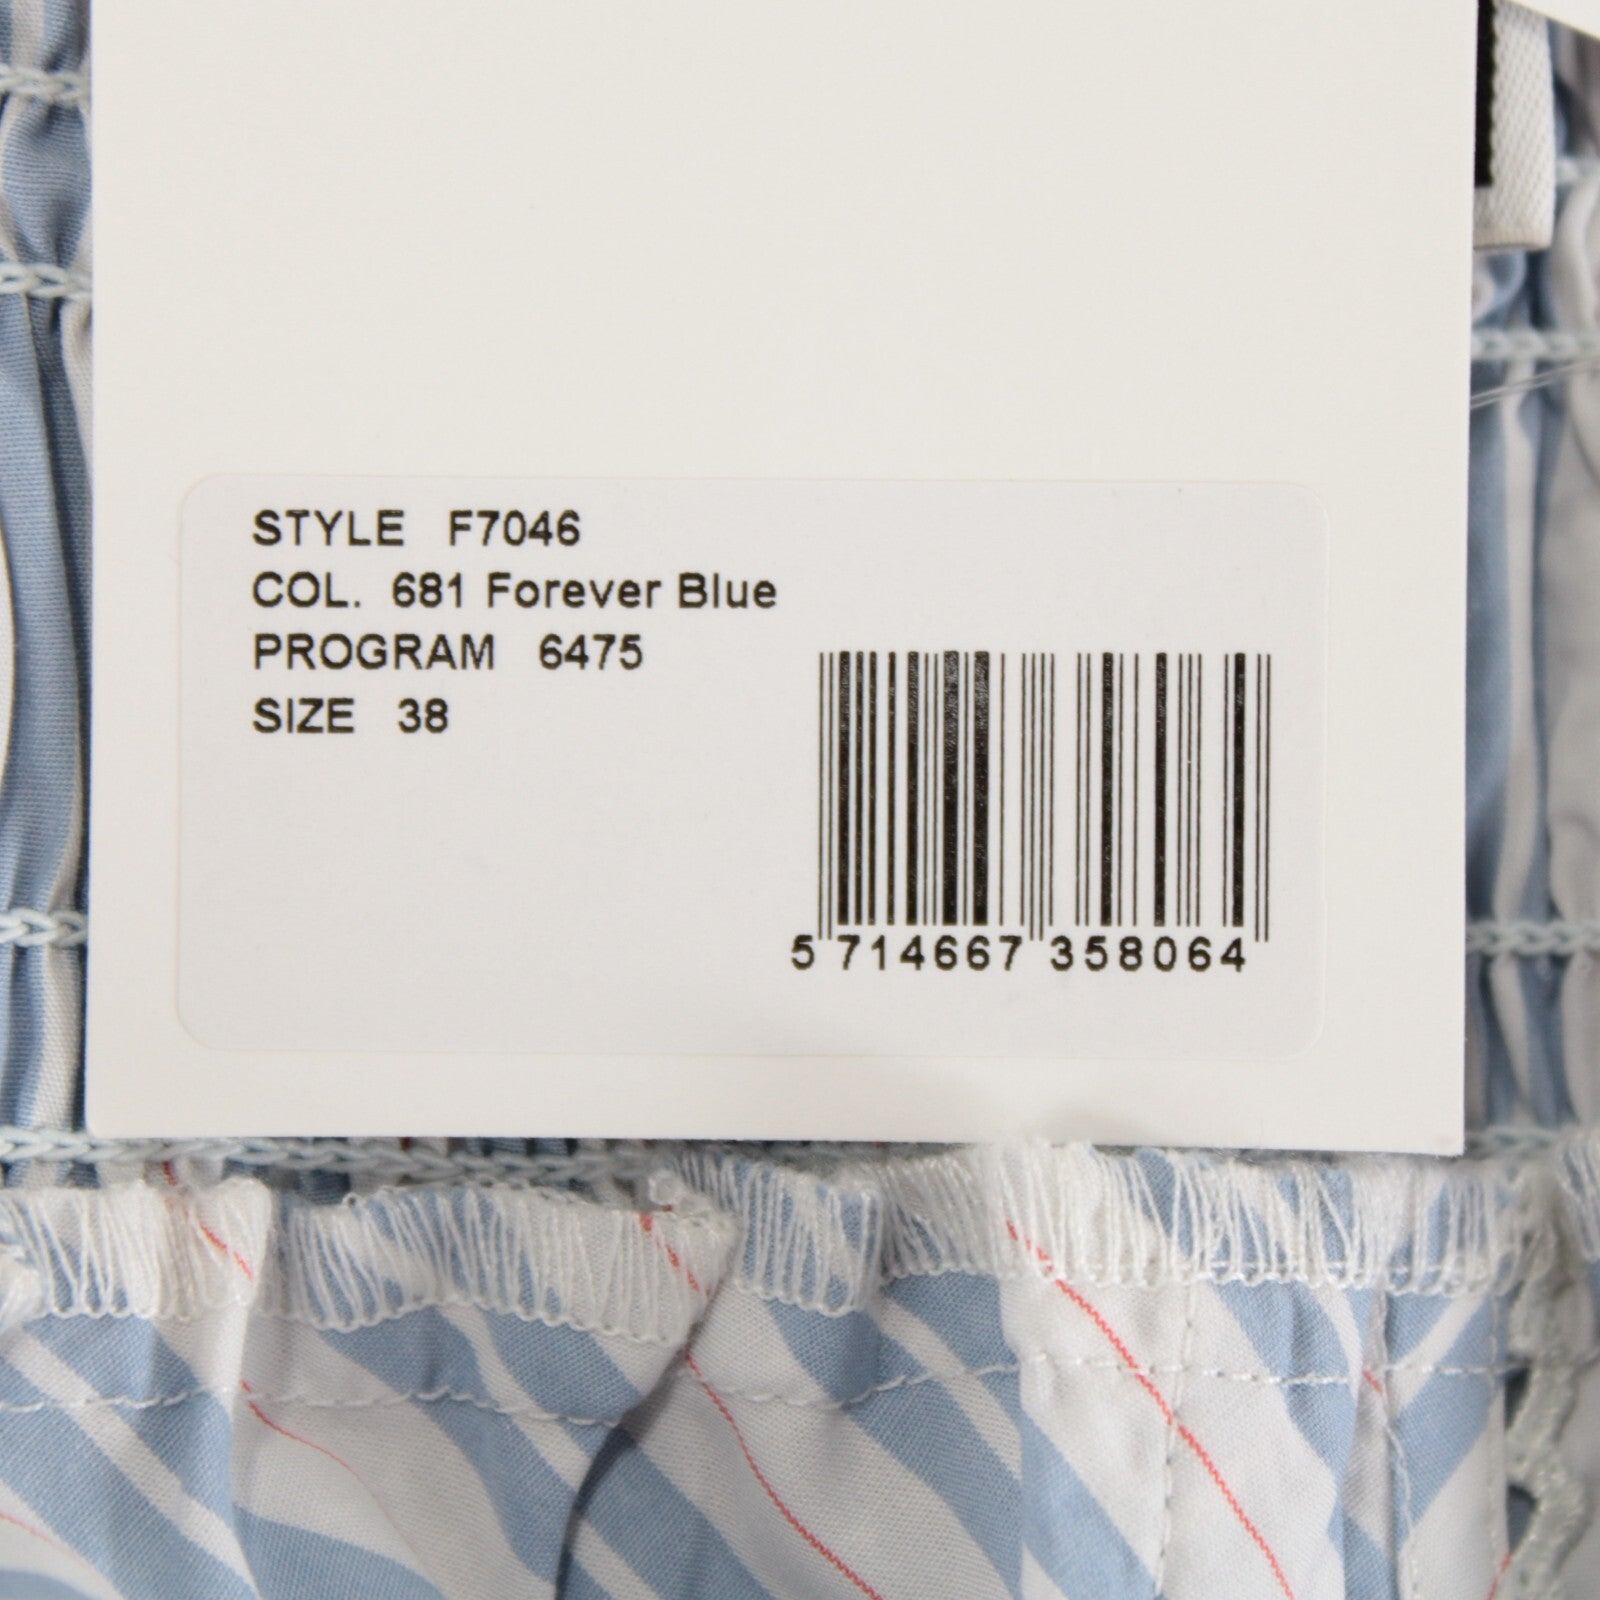 STYLE F7046
COL. 681 Forever Blue
PROGRAM 6475
SIZE 38
5 714667 358064